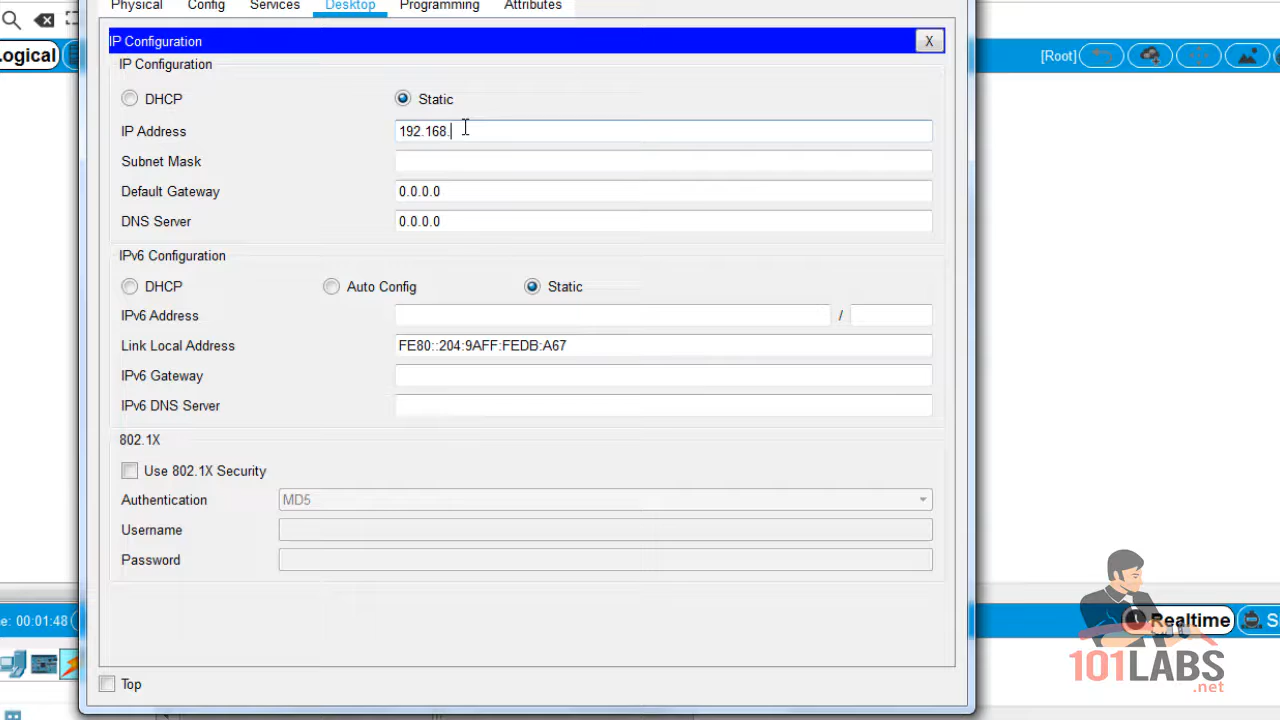 Physical Config Services Desktop Programming Attributes
Logical
[Root]
IP Configuration X
IP Configuration
DHCP Static
IP Address 192.168.
Subnet Mask
Default Gateway 0.0.0.0
DNS Server 0.0.0.0
IPv6 Configuration
DHCP Auto Config Static
IPv6 Address /
Link Local Address FE80::204:9AFF:FEDB:A67
IPv6 Gateway
IPv6 DNS Server
802.1X
Use 802.1X Security
Authentication MD5
Username
Password
e: 00:01:48
Realtime S
101LABS
.net
Top